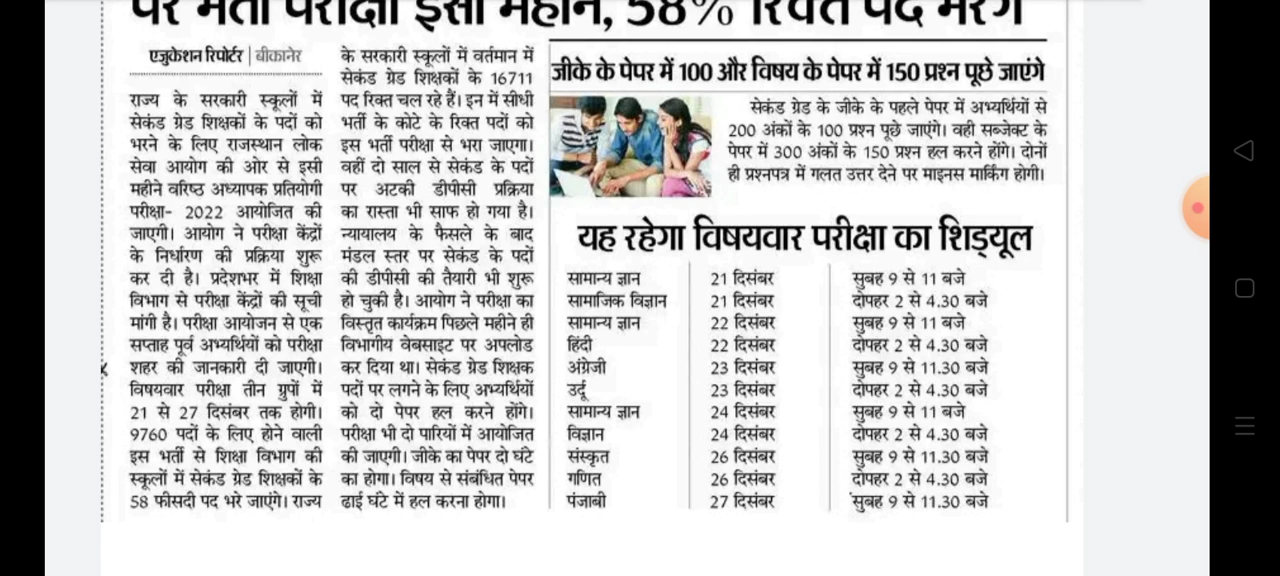 पर भर्ती परीक्षा इसी महीने, 58% रिक्त पद भरेंगे
एजुकेशन रिपोर्टर | बीकानेर
राज्य के सरकारी स्कूलों में
सेकंड ग्रेड शिक्षकों के पदों को
भरने के लिए राजस्थान लोक
सेवा आयोग की ओर से इसी
महीने वरिष्ठ अध्यापक प्रतियोगी
परीक्षा- 2022 आयोजित की
जाएगी। आयोग ने परीक्षा केंद्रों
के निर्धारण की प्रक्रिया शुरू
कर दी है। प्रदेशभर में शिक्षा
विभाग से परीक्षा केंद्रों की सूची
मांगी है। परीक्षा आयोजन से एक
सप्ताह पूर्व अभ्यर्थियों को परीक्षा
शहर की जानकारी दी जाएगी।
विषयवार परीक्षा तीन ग्रुपों में
21 से 27 दिसंबर तक होगी।
9760 पदों के लिए होने वाली
इस भर्ती से शिक्षा विभाग की
स्कूलों में सेकंड ग्रेड शिक्षकों के
58 फीसदी पद भरे जाएंगे। राज्य
के सरकारी स्कूलों में वर्तमान में
सेकंड ग्रेड शिक्षकों के 16711
पद रिक्त चल रहे हैं। इन में सीधी
भर्ती के कोटे के रिक्त पदों को
इस भर्ती परीक्षा से भरा जाएगा।
वहीं दो साल से सेकंड के पदों
पर अटकी डीपीसी प्रक्रिया
का रास्ता भी साफ हो गया है।
न्यायालय के फैसले के बाद
मंडल स्तर पर सेकंड के पदों
की डीपीसी की तैयारी भी शुरू
हो चुकी है। आयोग ने परीक्षा का
विस्तृत कार्यक्रम पिछले महीने ही
विभागीय वेबसाइट पर अपलोड
कर दिया था। सेकंड ग्रेड शिक्षक
पदों पर लगने के लिए अभ्यर्थियों
को दो पेपर हल करने होंगे।
परीक्षा भी दो पारियों में आयोजित
की जाएगी। जीके का पेपर दो घंटे
का होगा। विषय से संबंधित पेपर
ढाई घंटे में हल करना होगा।
जीके के पेपर में 100 और विषय के पेपर में 150 प्रश्न पूछे जाएंगे
सेकंड ग्रेड के जीके के पहले पेपर में अभ्यर्थियों से
200 अंकों के 100 प्रश्न पूछे जाएंगे। वही सब्जेक्ट के
पेपर में 300 अंकों के 150 प्रश्न हल करने होंगे। दोनों
ही प्रश्नपत्र में गलत उत्तर देने पर माइनस मार्किंग होगी।
यह रहेगा विषयवार परीक्षा का शिड्यूल
सामान्य ज्ञान 21 दिसंबर सुबह 9 से 11 बजे
सामाजिक विज्ञान 21 दिसंबर दोपहर 2 से 4.30 बजे
सामान्य ज्ञान 22 दिसंबर सुबह 9 से 11 बजे
हिंदी 22 दिसंबर दोपहर 2 से 4.30 बजे
अंग्रेजी 23 दिसंबर सुबह 9 से 11.30 बजे
उर्दू 23 दिसंबर दोपहर 2 से 4.30 बजे
सामान्य ज्ञान 24 दिसंबर सुबह 9 से 11 बजे
विज्ञान 24 दिसंबर दोपहर 2 से 4.30 बजे
संस्कृत 26 दिसंबर सुबह 9 से 11.30 बजे
गणित 26 दिसंबर दोपहर 2 से 4.30 बजे
पंजाबी 27 दिसंबर सुबह 9 से 11.30 बजे